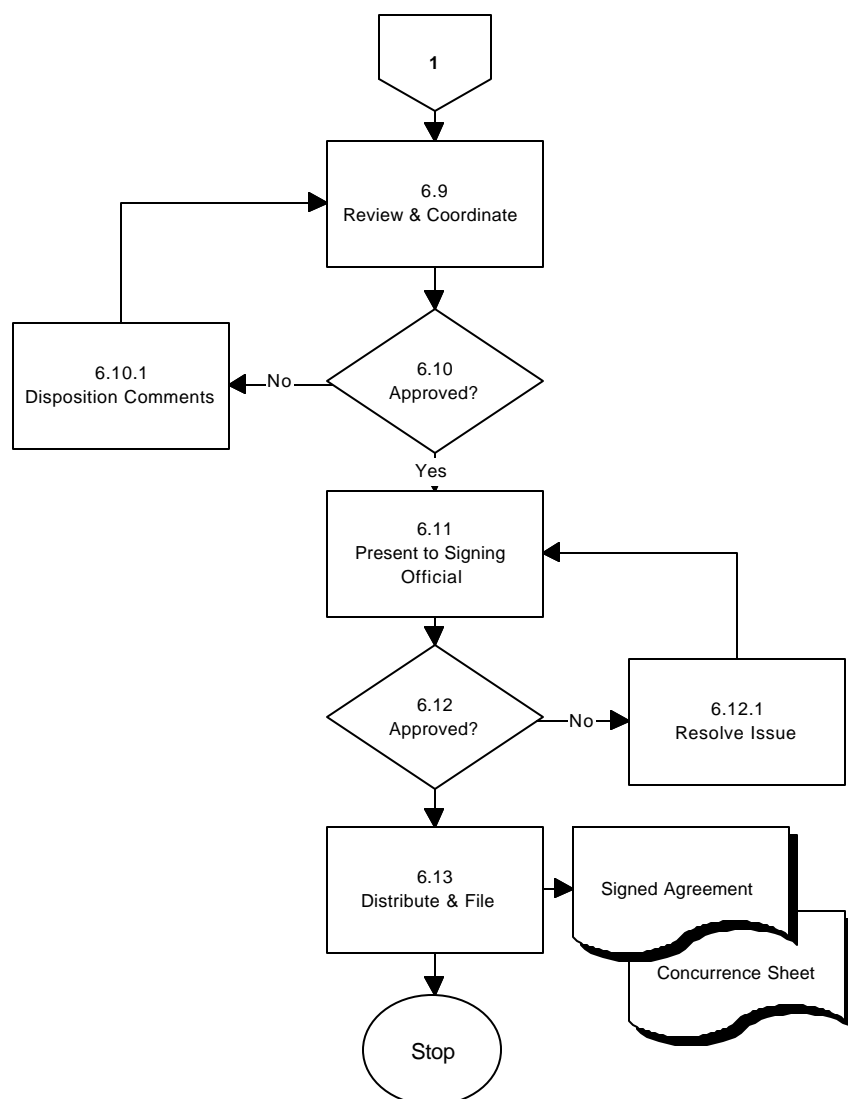 1
6.9
Review & Coordinate
6.10
Approved?
No
6.10.1
Disposition Comments
Yes
6.11
Present to Signing
Official
6.12
Approved?
No
6.12.1
Resolve Issue
6.13
Distribute & File
Signed Agreement
Concurrence Sheet
Stop